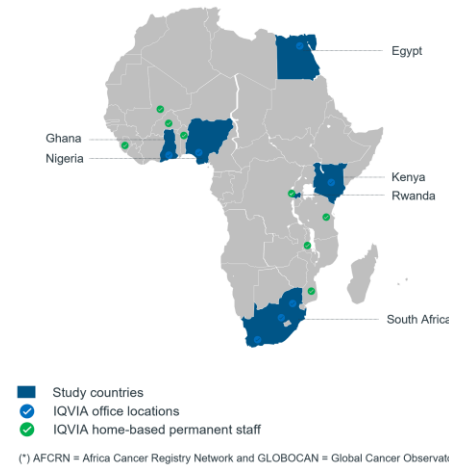 Egypt
Ghana
Nigeria
Kenya
Rwanda
South Africa
Study countries
IQVIA office locations
IQVIA home-based permanent staff
(*) AFCRN = Africa Cancer Registry Network and GLOBOCAN = Global Cancer Observato